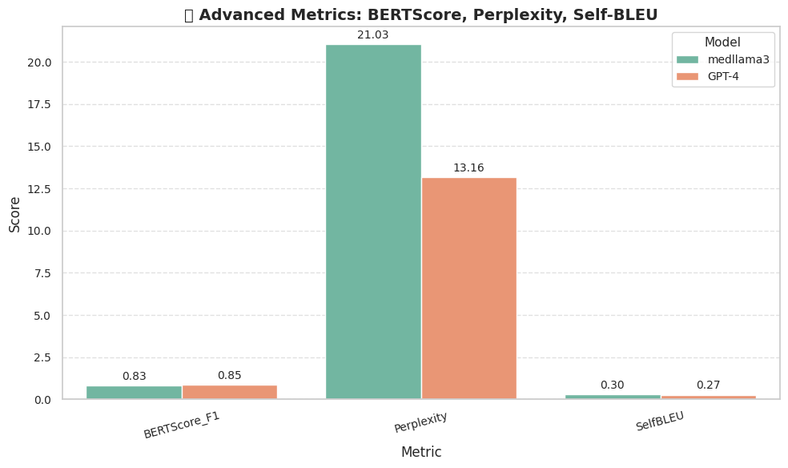 Advanced Metrics: BERTScore, Perplexity, Self-BLEU
Model
medllama3
GPT-4
Score
20.0
17.5
15.0
12.5
10.0
7.5
5.0
2.5
0.0
0.83
0.85
21.03
13.16
0.30
0.27
BERTScore_F1
Perplexity
SelfBLEU
Metric